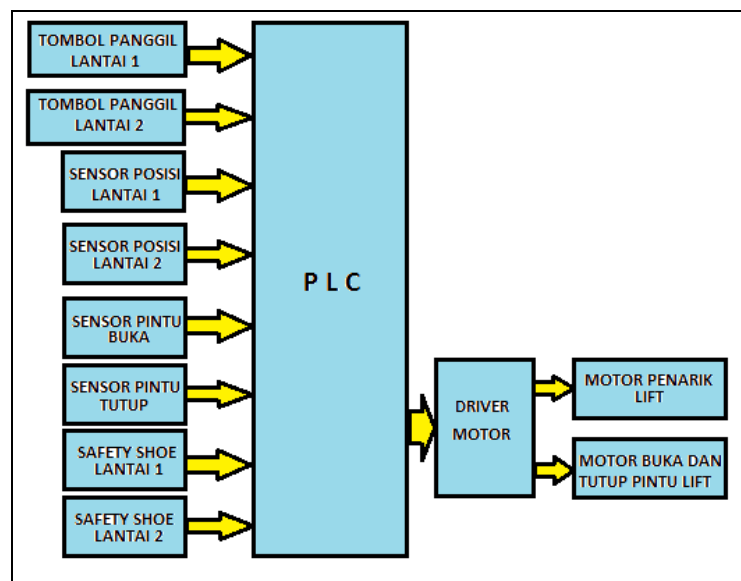 TOMBOL PANGGIL
LANTAI 1
TOMBOL PANGGIL
LANTAI 2
SENSOR POSISI
LANTAI 1
SENSOR POSISI
LANTAI 2
SENSOR PINTU
BUKA
SENSOR PINTU
TUTUP
SAFETY SHOE
LANTAI 1
SAFETY SHOE
LANTAI 2
P L C
DRIVER
MOTOR
MOTOR PENARIK
LIFT
MOTOR BUKA DAN
TUTUP PINTU LIFT